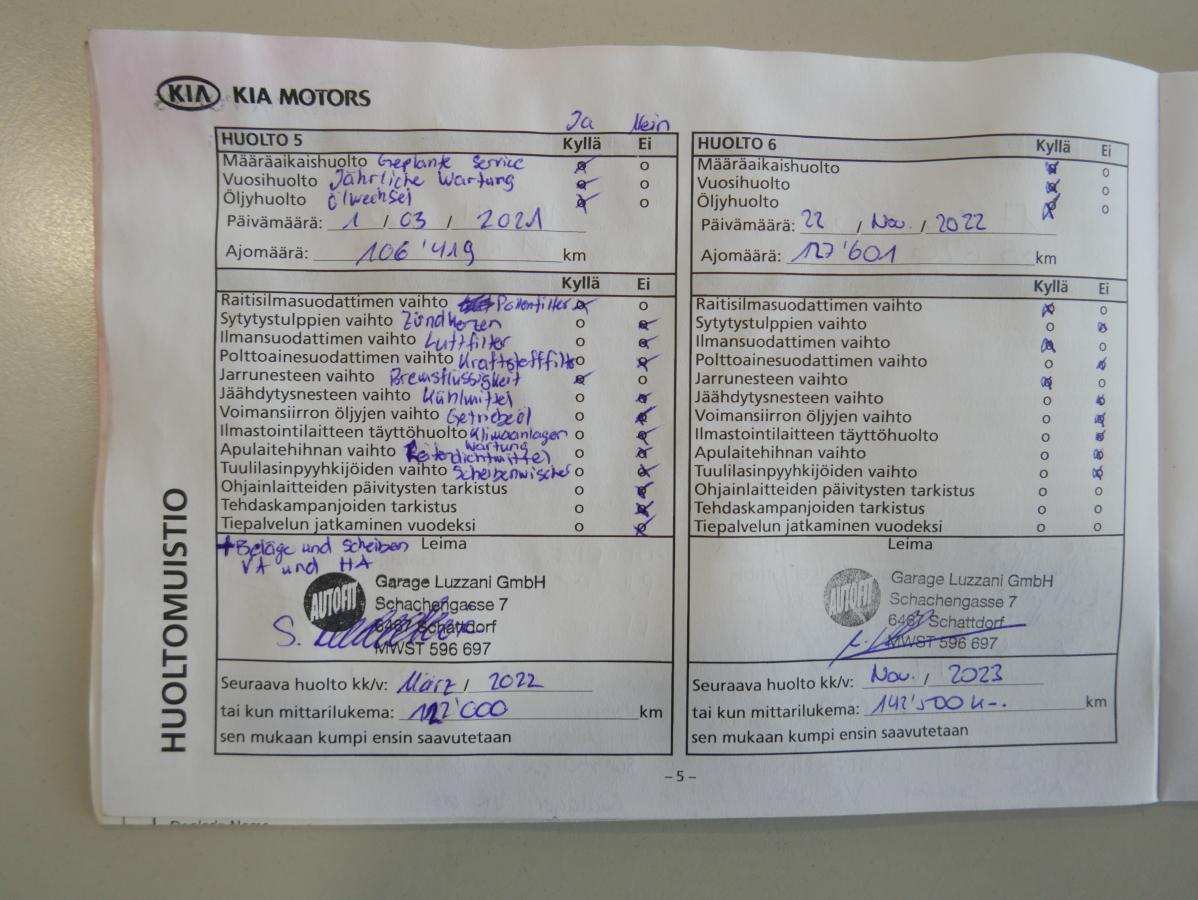 KIA KIA MOTORS
Ja Nein
HUOLTO 5 Kyllä Ei
Määräaikaishuolto Geplante Service o
Vuosihuolto Jährliche Wartung o
Öljyhuolto Ölwechsel o
Päivämäärä: 1 / 03 / 2021
Ajomäärä: 106'419 km
Kyllä Ei
Raitisilmasuodattimen vaihto Pollenfilter o
Sytytystulppien vaihto Zündkerzen o
Ilmansuodattimen vaihto Luftfilter o
Polttoainesuodattimen vaihto Kraftstofffilter o
Jarrunesteen vaihto Bremsflüssigkeit o
Jäähdytysnesteen vaihto Kühlmittel o
Voimansiirron öljyjen vaihto Getriebeöl o
Ilmastointilaitteen täyttöhuolto Klimaanlagen o
Wartung
Apulaitehihnan vaihto o
Tuulilasinpyyhkijöiden vaihto Scheibenwischer o
Ohjainlaitteiden päivitysten tarkistus o
Tehdaskampanjoiden tarkistus o
Tiepalvelun jatkaminen vuodeksi o
+ Beläge und Scheiben Leima
VA und HA
AUTOFIT
Garage Luzzani GmbH
Schachengasse 7
6467 Schattdorf
MWST 596 697
Seuraava huolto kk/v: März / 2022
tai kun mittarilukema: km
sen mukaan kumpi ensin saavutetaan
HUOLTO 6 Kyllä Ei
Määräaikaishuolto o
Vuosihuolto o
Öljyhuolto o
Päivämäärä: 22 / Nov. / 2022
Ajomäärä: 127'601 km
Kyllä Ei
Raitisilmasuodattimen vaihto o
Sytytystulppien vaihto o
Ilmansuodattimen vaihto o
Polttoainesuodattimen vaihto o
Jarrunesteen vaihto o
Jäähdytysnesteen vaihto o
Voimansiirron öljyjen vaihto o
Ilmastointilaitteen täyttöhuolto o
Apulaitehihnan vaihto o
Tuulilasinpyyhkijöiden vaihto o
Ohjainlaitteiden päivitysten tarkistus o o
Tehdaskampanjoiden tarkistus o o
Tiepalvelun jatkaminen vuodeksi o o
Leima
AUTOFIT
Garage Luzzani GmbH
Schachengasse 7
6467 Schattdorf
MWST 596 697
Seuraava huolto kk/v: Nov. / 2023
tai kun mittarilukema: 142'500 km
sen mukaan kumpi ensin saavutetaan
HUOLTOMUISTIO
– 5 –